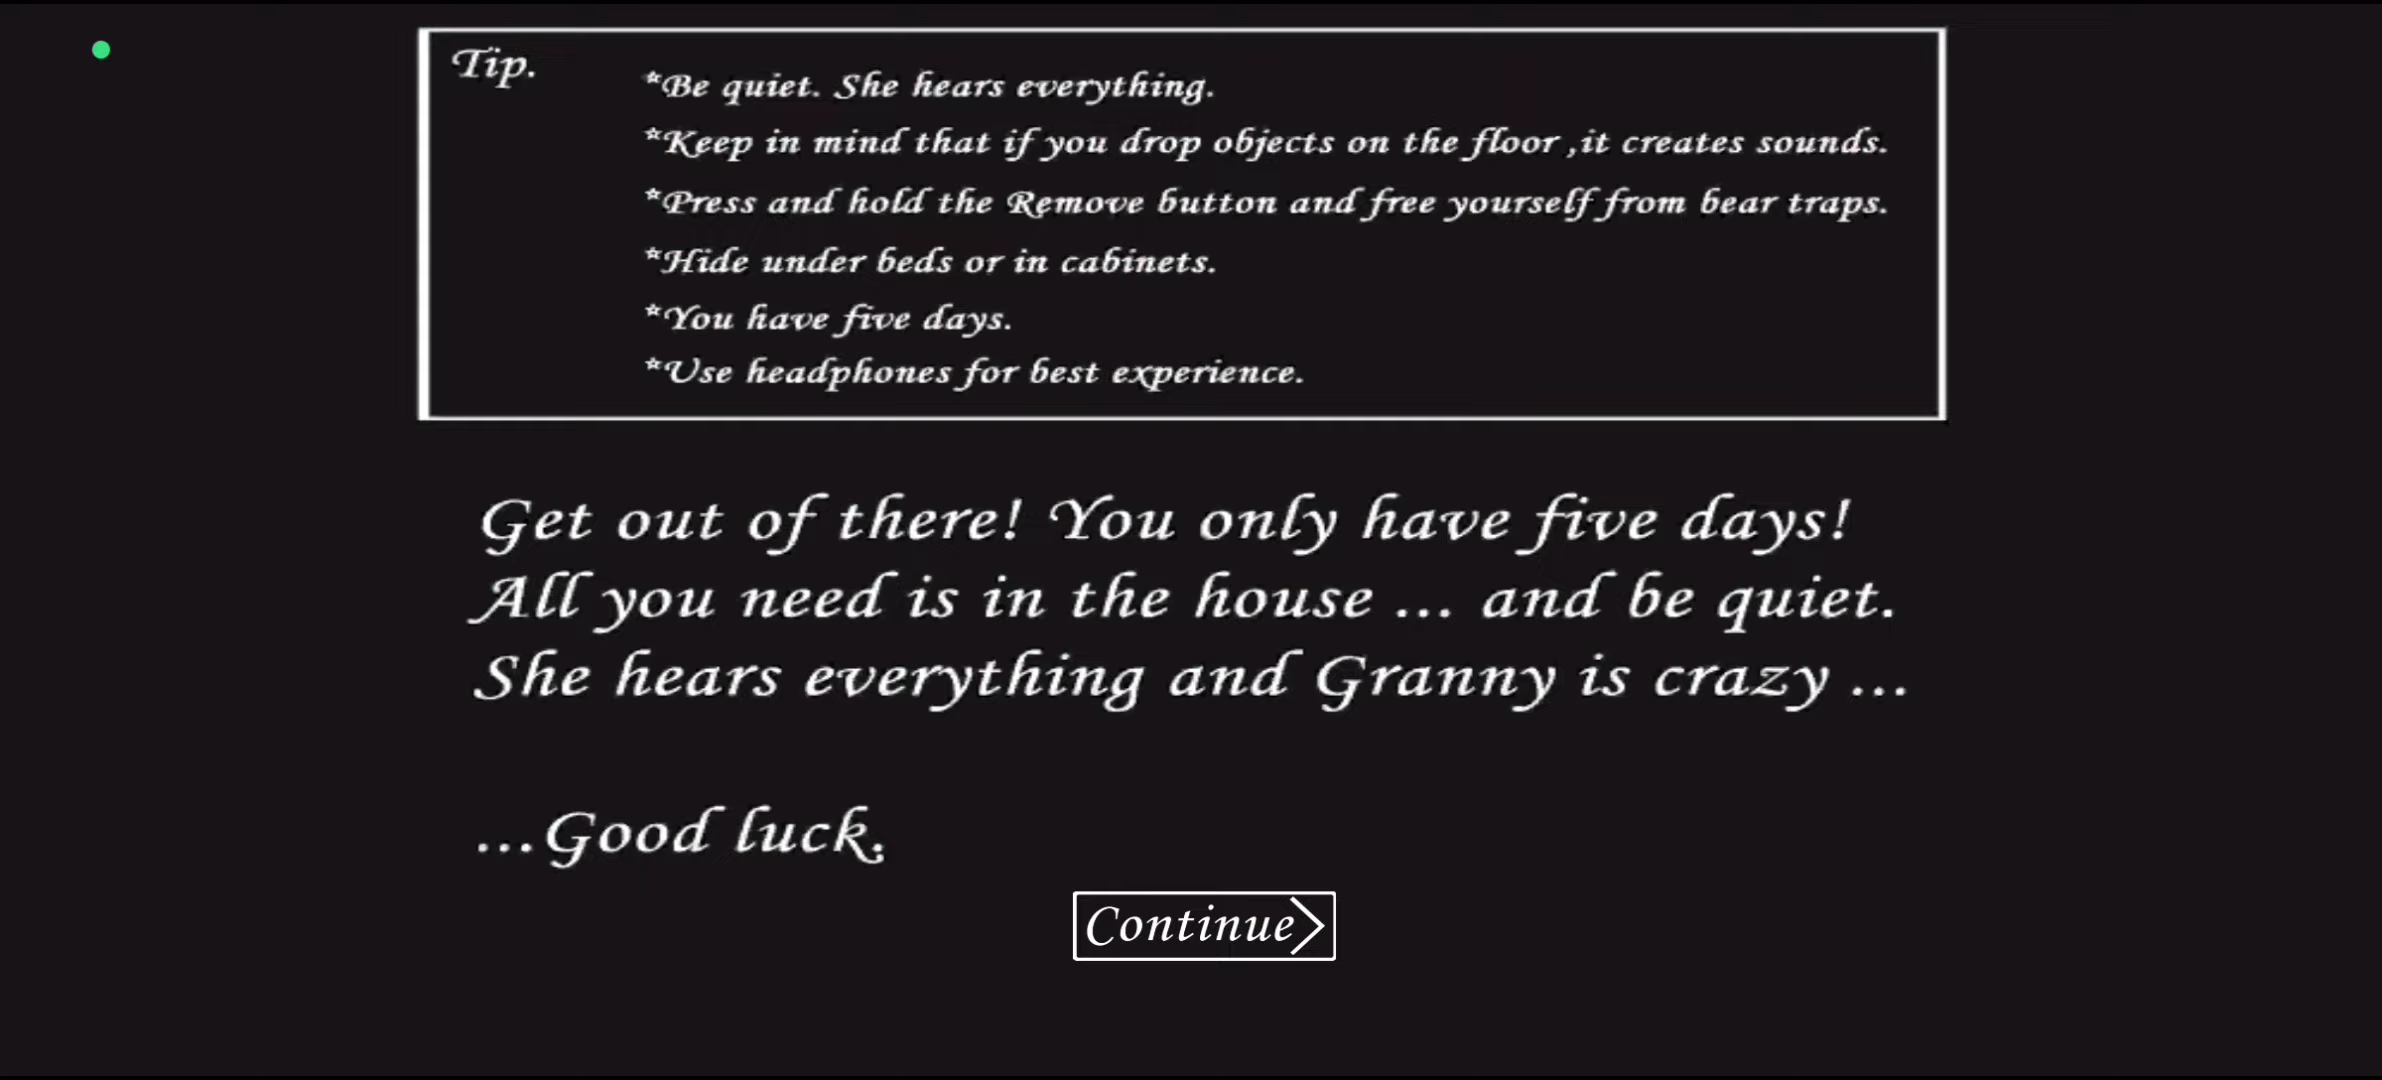 Tip.
*Be quiet. She hears everything.
*Keep in mind that if you drop objects on the floor ,it creates sounds.
*Press and hold the Remove button and free yourself from bear traps.
*Hide under beds or in cabinets.
*You have five days.
*Use headphones for best experience.
Get out of there! You only have five days!
All you need is in the house ... and be quiet.
She hears everything and Granny is crazy ...
...Good luck.
Continue>